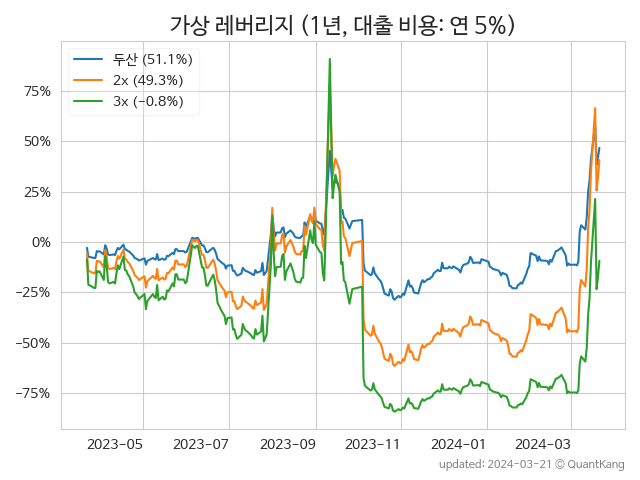 가상 레버리지 (1년, 대출 비용: 연 5%)
두산 (51.1%)
2x (49.3%)
3x (−0.8%)
75%
50%
25%
0%
−25%
−50%
−75%
2023−05
2023−07
2023−09
2023−11
2024−01
2024−03
updated: 2024-03-21 © QuantKang